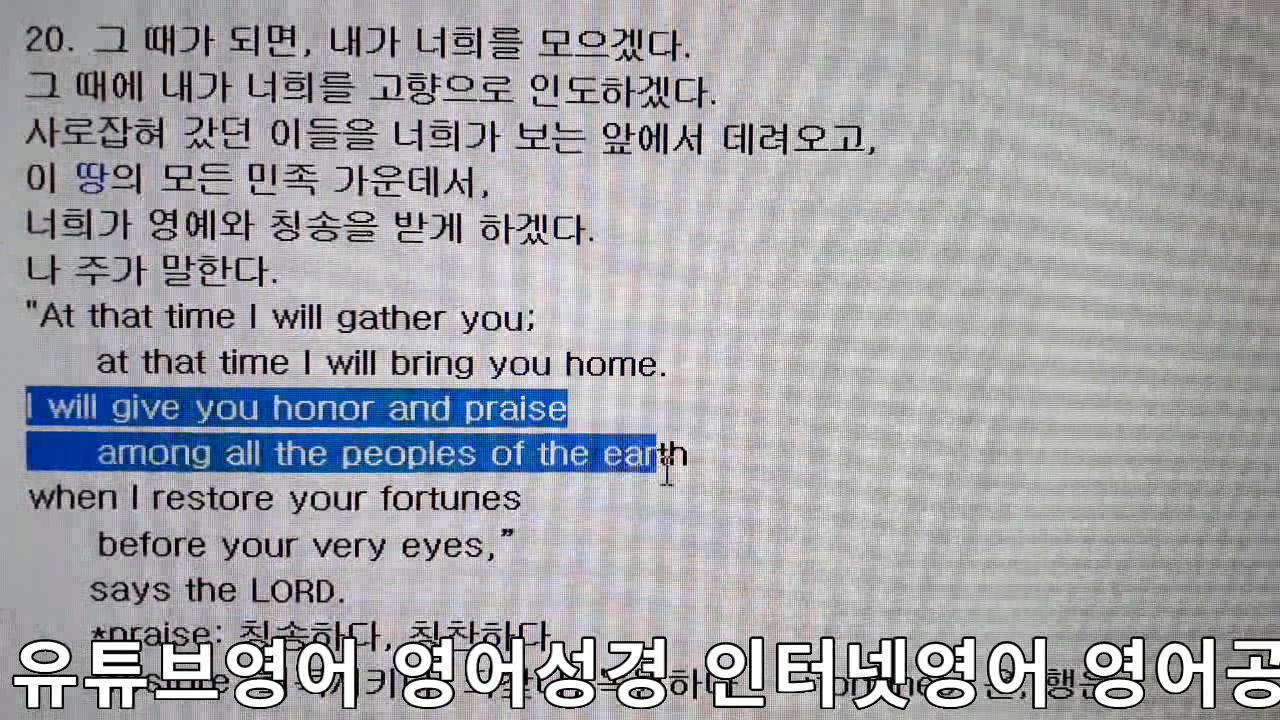 20. 그 때가 되면, 내가 너희를 모으겠다.
그 때에 내가 너희를 고향으로 인도하겠다.
사로잡혀 갔던 이들을 너희가 보는 앞에서 데려오고,
이 땅의 모든 민족 가운데서,
너희가 영예와 칭송을 받게 하겠다.
나 주가 말한다.
"At that time I will gather you;
at that time I will bring you home.
I will give you honor and praise
among all the peoples of the earth
when I restore your fortunes
before your very eyes,”
says the LORD.
*praise: 칭송하다, 칭찬하다
유튜브영어 영어성경 인터넷영어 영어공